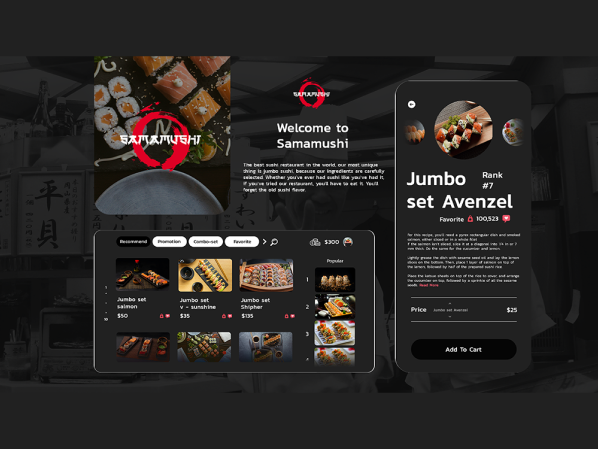 SAMAMUSHI
SAMAMUSHI
Welcome to
Samamushi
The best sushi restaurant in the world, our most unique
thing is jumbo sushi, because our ingredients are carefully
selected. Whether you've ever had sushi like you've had it,
if you've tried our restaurant, you'll have to eat it. You'll
forget the old sushi flavor.
Recommend Promotion Combo-set Favorite $300
Jumbo set
salmon
$50
Jumbo set
v - sunshine
$35
Jumbo set
Shipher
$135
Popular
1
2
3
Jumbo
set Avenzel
Rank
#7
Favorite 100,523
For this recipe, you'll need a pyrex rectangular dish and smoked
salmon, either sliced or in a whole filet
If the salmon isn't sliced, slice it at a diagonal into 1/4 in or 1
mm thick. Do the same for the cucumber and lemon.
Lightly grease the dish with sesame seed oil and lay the lemon
slices on the bottom. Then, place 1 layer of salmon on top of
the lemon, followed by half of the prepared sushi rice.
Place the lemon sheets on top of the rice to cover, and arrange
the cucumber on top, followed by a sprinkle of all the sesame
seeds. Read More.
Price Jumbo set Avenzel $25
Add To Cart
平
貝